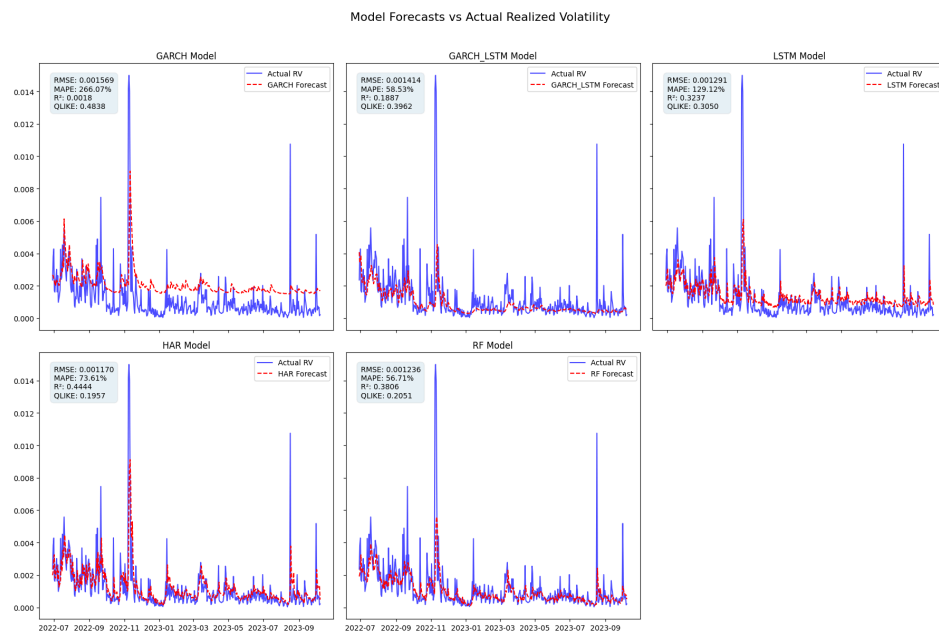 Model Forecasts vs Actual Realized Volatility
GARCH Model
RMSE: 0.001569
MAPE: 266.07%
R²: 0.0018
QLIKE: 0.4838
Actual RV
GARCH Forecast
0.014
0.012
0.010
0.008
0.006
0.004
0.002
0.000
GARCH_LSTM Model
RMSE: 0.001414
MAPE: 58.53%
R²: 0.1887
QLIKE: 0.3962
Actual RV
GARCH_LSTM Forecast
LSTM Model
RMSE: 0.001291
MAPE: 129.12%
R²: 0.3237
QLIKE: 0.3050
Actual RV
LSTM Forecast
HAR Model
RMSE: 0.001170
MAPE: 73.61%
R²: 0.4444
QLIKE: 0.1957
Actual RV
HAR Forecast
0.014
0.012
0.010
0.008
0.006
0.004
0.002
0.000
2022-07 2022-09 2022-11 2023-01 2023-03 2023-05 2023-07 2023-09
RF Model
RMSE: 0.001236
MAPE: 56.71%
R²: 0.3806
QLIKE: 0.2051
Actual RV
RF Forecast
2022-07 2022-09 2022-11 2023-01 2023-03 2023-05 2023-07 2023-09